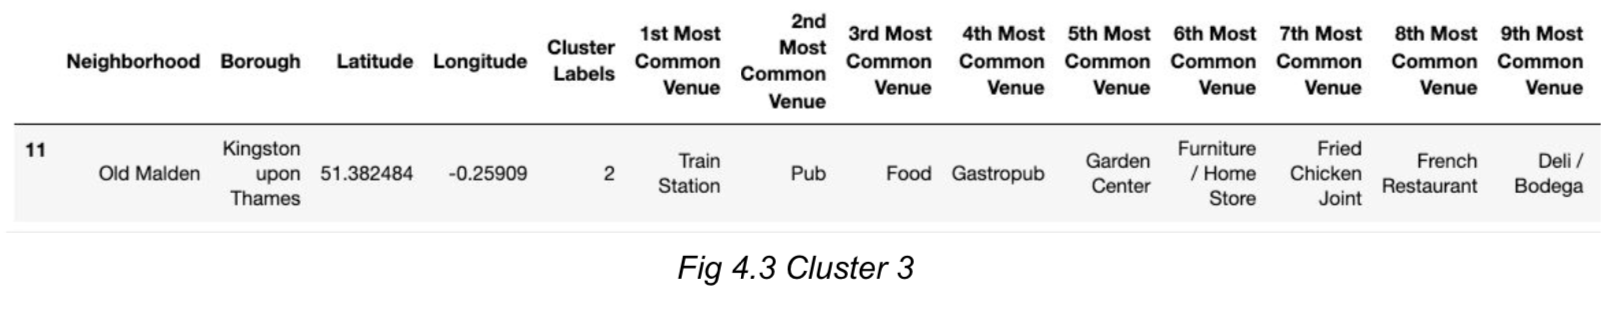 Neighborhood Borough Latitude Longitude Cluster Labels 1st Most Common Venue 2nd Most Common Venue 3rd Most Common Venue 4th Most Common Venue 5th Most Common Venue 6th Most Common Venue 7th Most Common Venue 8th Most Common Venue 9th Most Common Venue
11 Old Malden Kingston upon Thames 51.382484 -0.25909 2 Train Station Pub Food Gastropub Garden Center Furniture / Home Store Fried Chicken Joint French Restaurant Deli / Bodega
Fig 4.3 Cluster 3